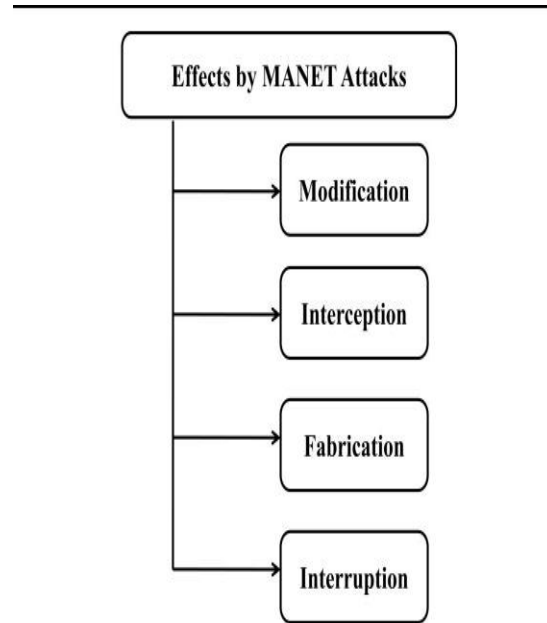 Effects by MANET Attacks
Modification
Interception
Fabrication
Interruption